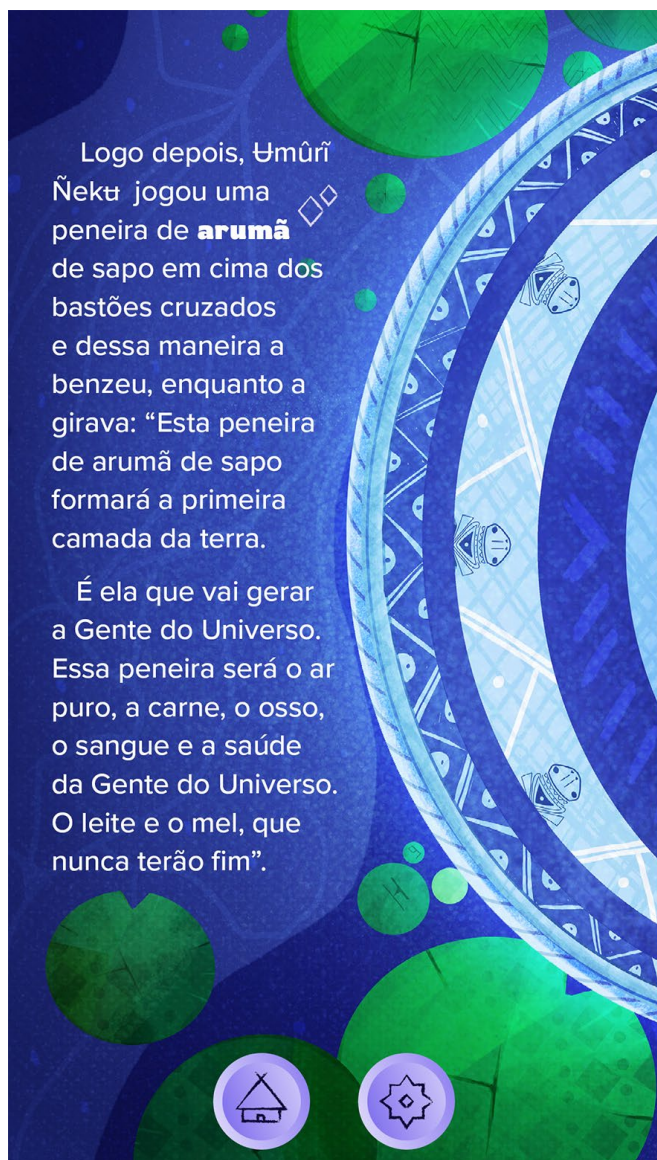 Logo depois, Ʉmûrĩ
Ñekʉ jogou uma
peneira de arumã
de sapo em cima dos
bastões cruzados
e dessa maneira a
benzeu, enquanto a
girava: “Esta peneira
de arumã de sapo
formará a primeira
camada da terra.
É ela que vai gerar
a Gente do Universo.
Essa peneira será o ar
puro, a carne, o osso,
o sangue e a saúde
da Gente do Universo.
O leite e o mel, que
nunca terão fim”.